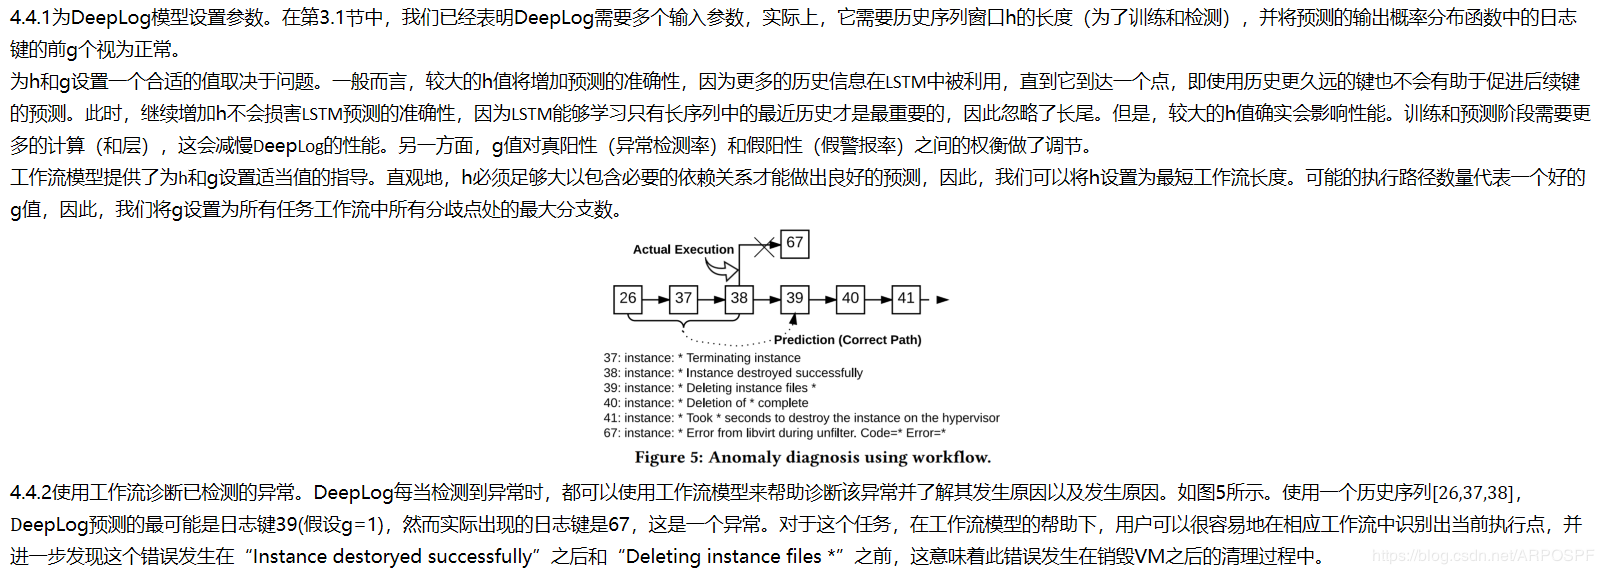 4.4.1为DeepLog模型设置参数。在第3.1节中，我们已经表明DeepLog需要多个输入参数，实际上，它需要历史序列窗口h的长度（为了训练和检测），并将预测的输出概率分布函数中的日志
键的前g个视为正常。
为h和g设置一个合适的值取决于问题。一般而言，较大的h值将增加预测的准确性，因为更多的历史信息在LSTM中被利用，直到它到达一个点，即使用历史更久远的键也不会有助于促进后续键
的预测。此时，继续增加h不会损害LSTM预测的准确性，因为LSTM能够学习只有长序列中的最近历史才是最重要的，因此忽略了长尾。但是，较大的h值确实会影响性能。训练和预测阶段需要更
多的计算（和层），这会减慢DeepLog的性能。另一方面，g值对真阳性（异常检测率）和假阳性（假警报率）之间的权衡做了调节。
工作流模型提供了为h和g设置适当值的指导。直观地，h必须足够大以包含必要的依赖关系才能做出良好的预测，因此，我们可以将h设置为最短工作流长度。可能的执行路径数量代表一个好的
g值，因此，我们将g设置为所有任务工作流中所有分歧点处的最大分支数。
67
Actual Execution
26 37 38 39 40 41
Prediction (Correct Path)
37: instance: * Terminating instance
38: instance: * Instance destroyed successfully
39: instance: * Deleting instance files *
40: instance: * Deletion of * complete
41: instance: * Took * seconds to destroy the instance on the hypervisor
67: instance: * Error from libvirt during unfilter. Code=* Error=*
Figure 5: Anomaly diagnosis using workflow.
4.4.2使用工作流诊断已检测的异常。DeepLog每当检测到异常时，都可以使用工作流模型来帮助诊断该异常并了解其发生原因以及发生原因。如图5所示。使用一个历史序列[26,37,38]，
DeepLog预测的最可能是日志键39(假设g=1)，然而实际出现的日志键是67，这是一个异常。对于这个任务，在工作流模型的帮助下，用户可以很容易地在相应工作流中识别出当前执行点，并
进一步发现这个错误发生在“Instance destoryed successfully”之后和“Deleting instance files *”之前，这意味着此错误发生在销毁VM之后的清理过程中。
https://blog.csdn.net/ARPOSPF